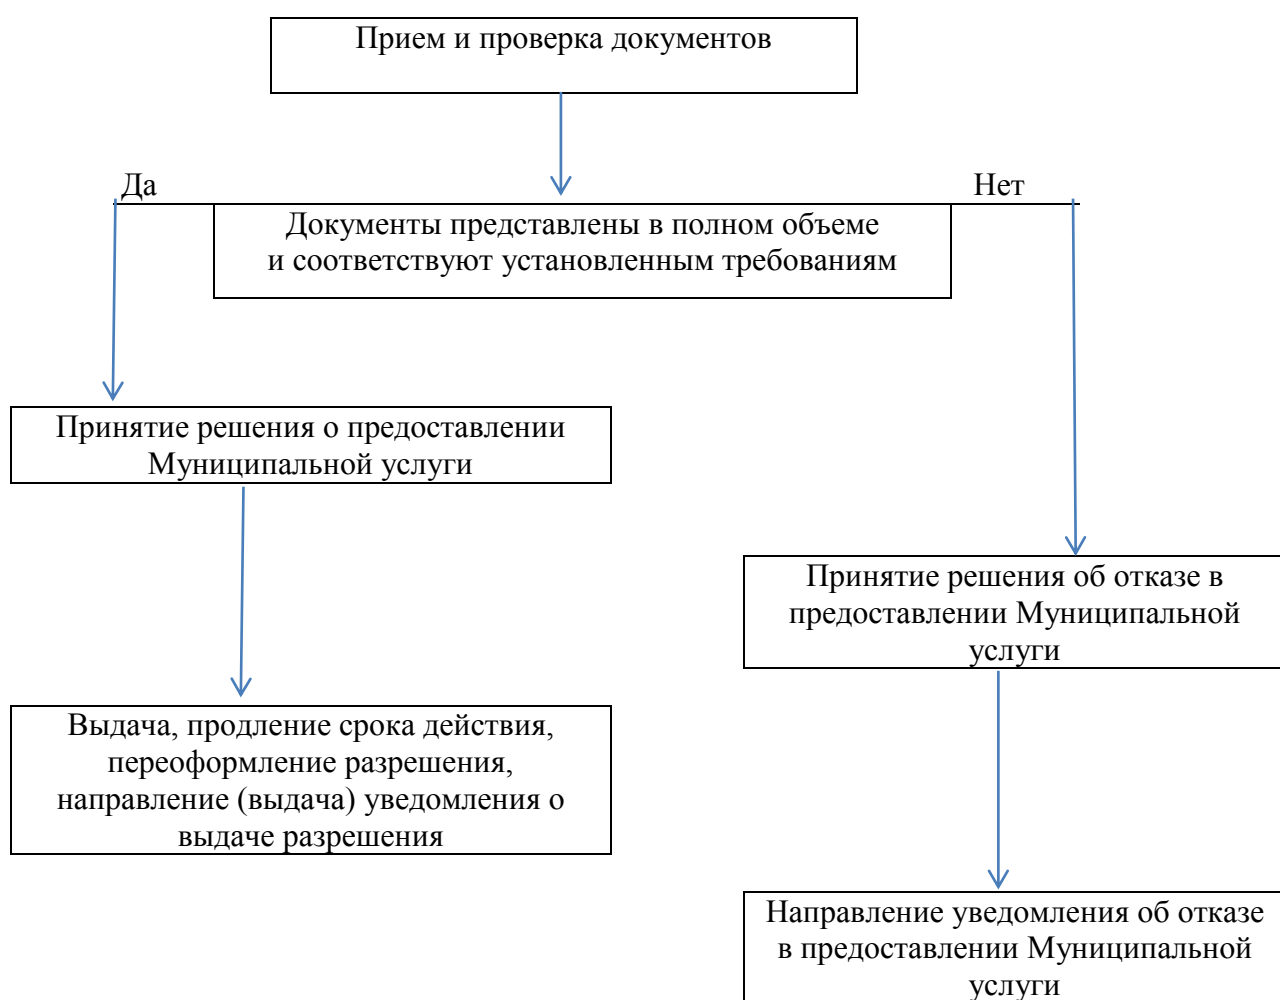 Прием и проверка документов
Да
Нет
Документы представлены в полном объеме
и соответствуют установленным требованиям
Принятие решения о предоставлении
Муниципальной услуги
Принятие решения об отказе в
предоставлении Муниципальной
услуги
Выдача, продление срока действия,
переоформление разрешения,
направление (выдача) уведомления о
выдаче разрешения
Направление уведомления об отказе
в предоставлении Муниципальной
услуги